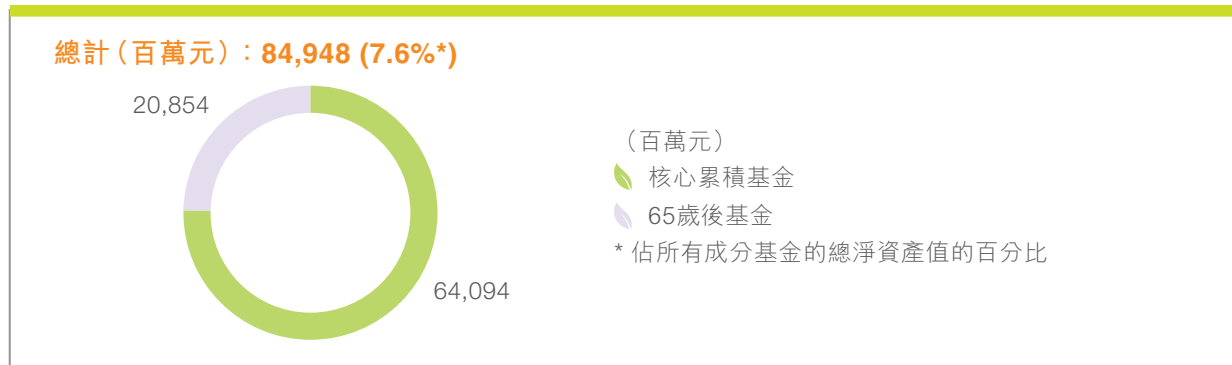 總計（百萬元）：84,948 (7.6%*)
20,854
64,094
（百萬元）
核心累積基金
65歲後基金
* 佔所有成分基金的總淨資產值的百分比